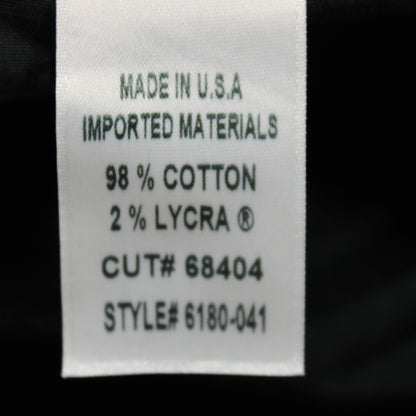 MADE IN U.S.A
IMPORTED MATERIALS
98 % COTTON
2 % LYCRA ®
CUT# 68404
STYLE# 6180-041